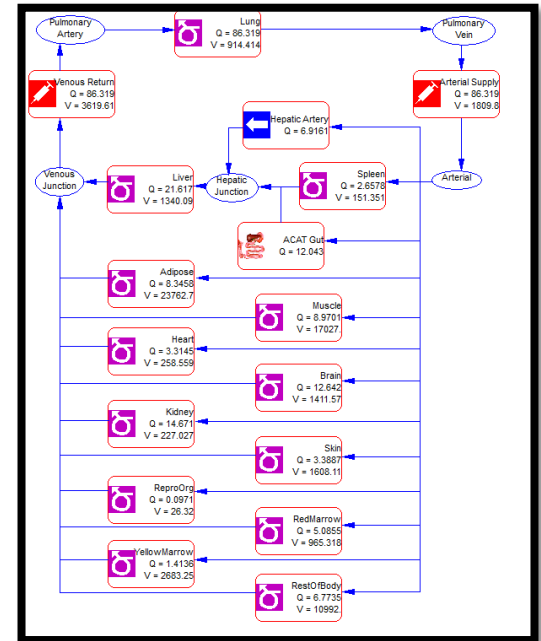 Pulmonary
Artery
Lung
Q = 86.319
V = 914.414
Pulmonary
Vein
Venous Return
Q = 86.319
V = 3619.61
Arterial Supply
Q = 86.319
V = 1809.8
Hepatic Artery
Q = 6.9161
Venous
Junction
Liver
Q = 21.617
V = 1340.09
Hepatic
Junction
Spleen
Q = 2.6578
V = 151.351
Arterial
ACAT Gut
Q = 12.043
Adipose
Q = 8.3458
V = 23762.7
Muscle
Q = 8.9701
V = 17027.
Heart
Q = 3.3145
V = 258.559
Brain
Q = 12.642
V = 1411.57
Kidney
Q = 14.671
V = 227.027
Skin
Q = 3.3887
V = 1608.11
ReproOrg
Q = 0.0971
V = 26.32
RedMarrow
Q = 5.0855
V = 965.318
YellowMarrow
Q = 1.4136
V = 2683.25
RestOfBody
Q = 6.7735
V = 10992.